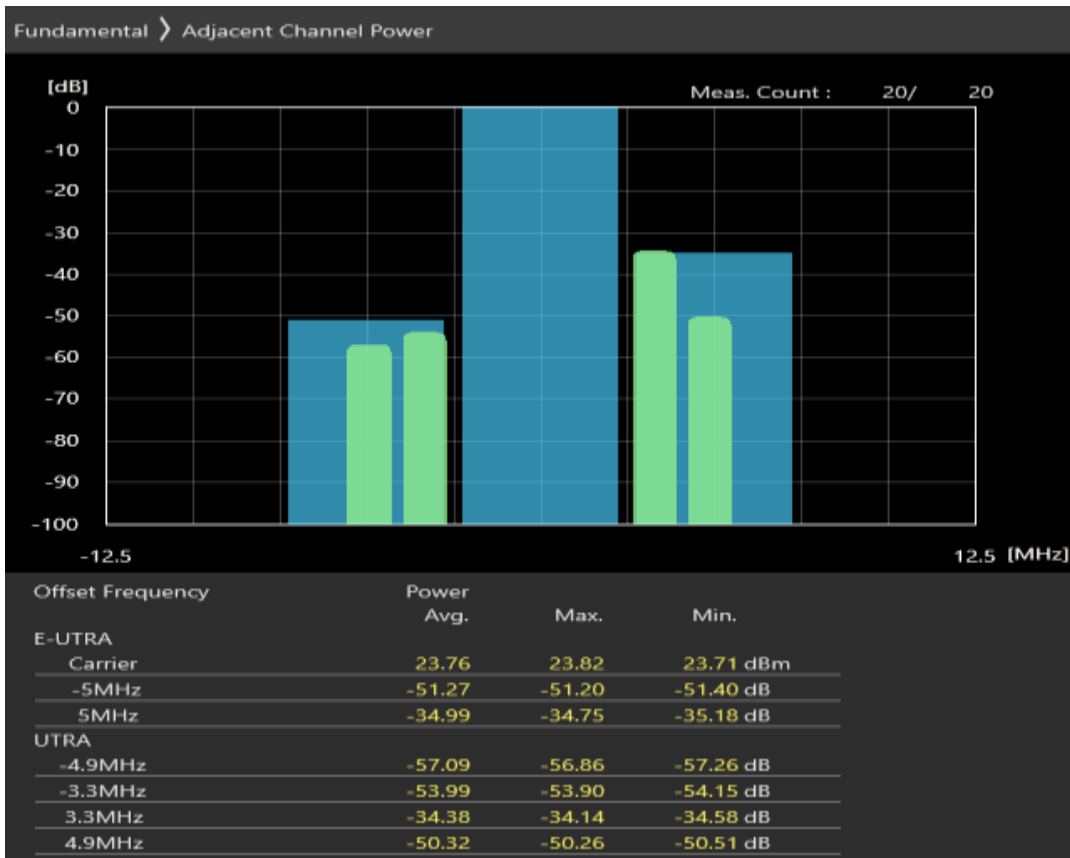 Fundamental 〉 Adjacent Channel Power
[dB]
Meas. Count : 20/ 20
0
-10
-20
-30
-40
-50
-60
-70
-80
-90
-100
-12.5 12.5 [MHz]
Offset Frequency Power
Avg. Max. Min.
E-UTRA
Carrier 23.76 23.82 23.71 dBm
-5MHz -51.27 -51.20 -51.40 dB
5MHz -34.99 -34.75 -35.18 dB
UTRA
-4.9MHz -57.09 -56.86 -57.26 dB
-3.3MHz -53.99 -53.90 -54.15 dB
3.3MHz -34.38 -34.14 -34.58 dB
4.9MHz -50.32 -50.26 -50.51 dB